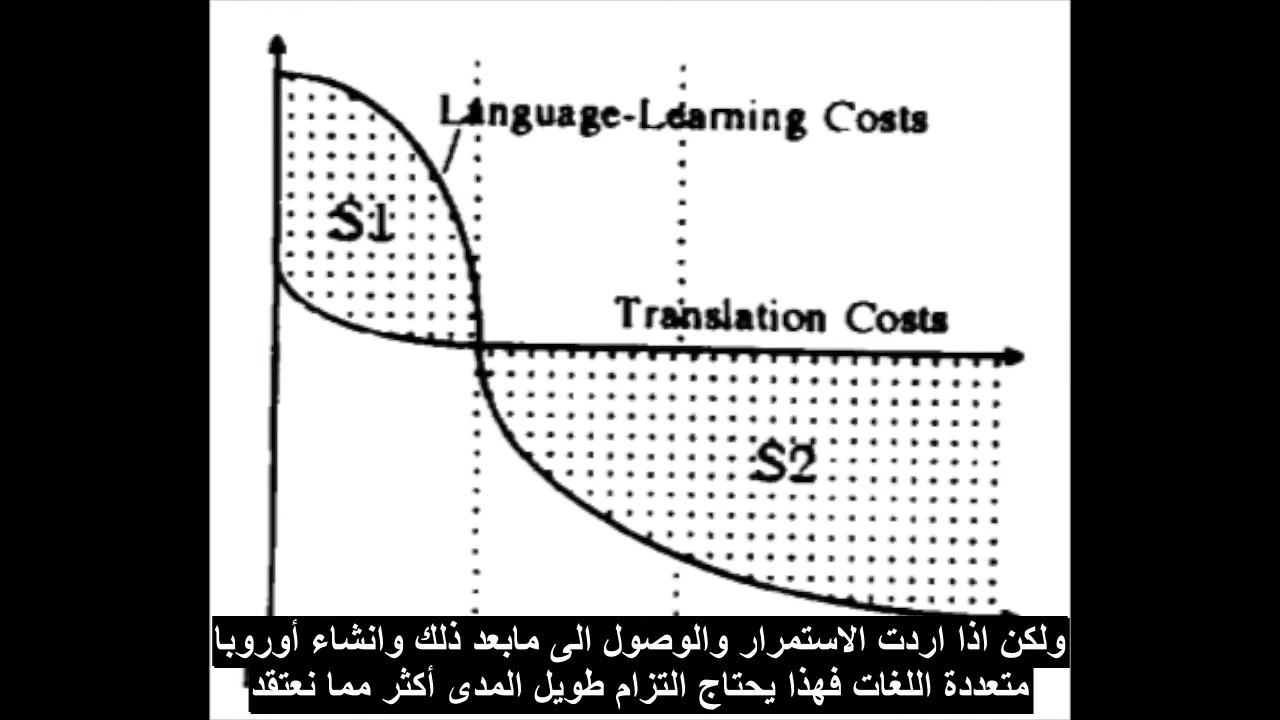 Language-Learning Costs
S1
Translation Costs
S2
ولكن اذا اردت الاستمرار والوصول الى مابعد ذلك وانشاء أوروبا
متعددة اللغات فهذا يحتاج التزام طويل المدى أكثر مما نعتقد